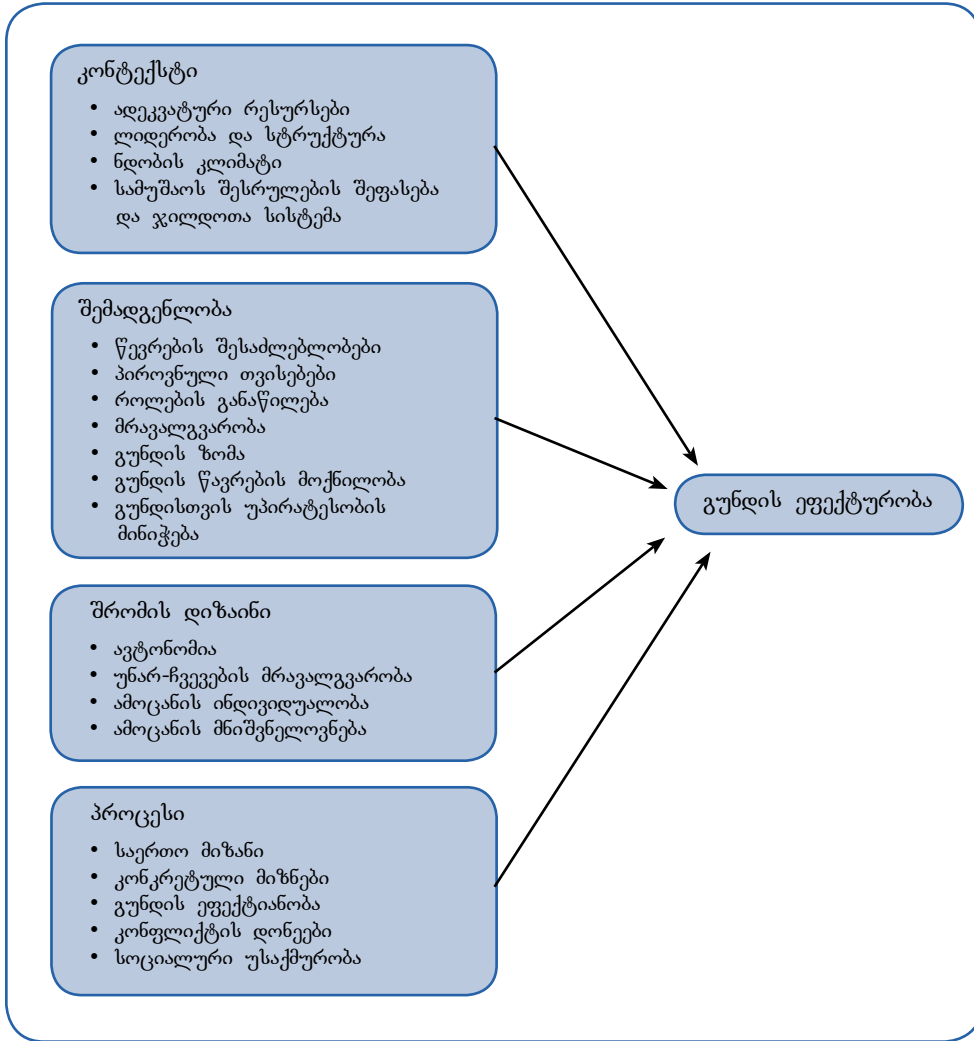 კონტექსტი
• ადეკვატური რესურსები
• ლიდერობა და სტრუქტურა
• ნდობის კლიმატი
• სამუშაოს შესრულების შეფასება
და ჯილდოთა სისტემა
შემადგენლობა
• წევრების შესაძლებლობები
• პიროვნული თვისებები
• როლების განაწილება
• მრავალგვარობა
• გუნდის ზომა
• გუნდის წავრების მოქნილობა
• გუნდისთვის უპირატესობის
მინიჭება
შრომის დიზაინი
• ავტონომია
• უნარ-ჩვევების მრავალგვარობა
• ამოცანის ინდივიდუალობა
• ამოცანის მნიშვნელოვნება
პროცესი
• საერთო მიზანი
• კონკრეტული მიზნები
• გუნდის ეფექტიანობა
• კონფლიქტის დონეები
• სოციალური უსაქმურობა
გუნდის ეფექტურობა